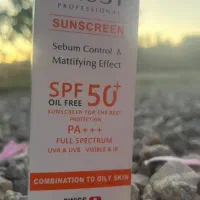 PROFESSIONAL
SUNSCREEN
Sebum Control &
Mattifying Effect
SPF 50+
OIL FREE
SUNSCREEN FOR THE BEST
PROTECTION
PA+++
FULL SPECTRUM
UVA & UVB VISIBLE & IR
COMBINATION TO OILY SKIN